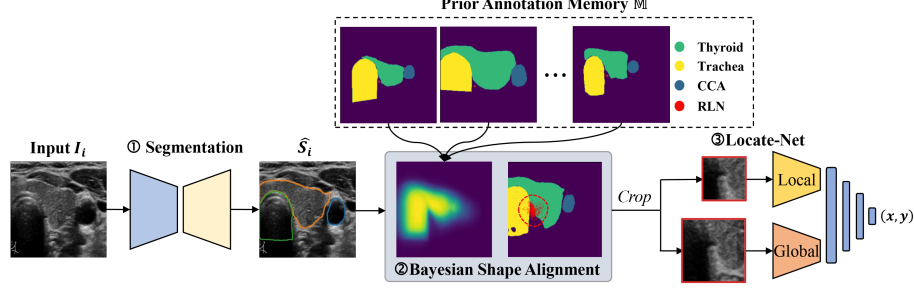 Prior Annotation Memory 𝕄
Thyroid
Trachea
CCA
RLN
Input I_i
① Segmentation
Ŝ_i
②Bayesian Shape Alignment
Crop
③Locate-Net
Local
Global
(x, y)